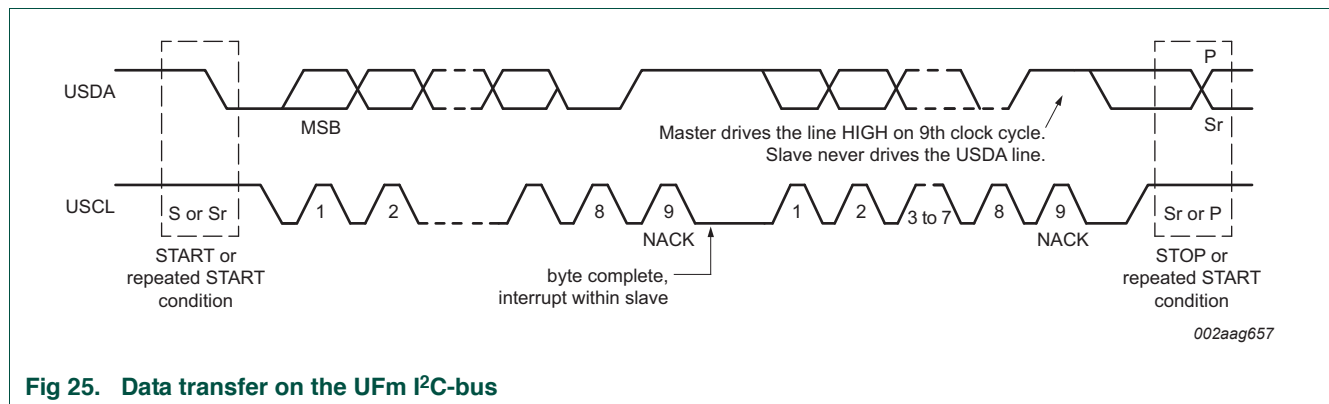 USDA
MSB
P
Sr
Master drives the line HIGH on 9th clock cycle.
Slave never drives the USDA line.
USCL
S or Sr
1
2
8
9
NACK
1
2
3 to 7
8
9
NACK
Sr or P
START or
repeated START
condition
byte complete,
interrupt within slave
STOP or
repeated START
condition
002aag657
Fig 25. Data transfer on the UFm I²C-bus